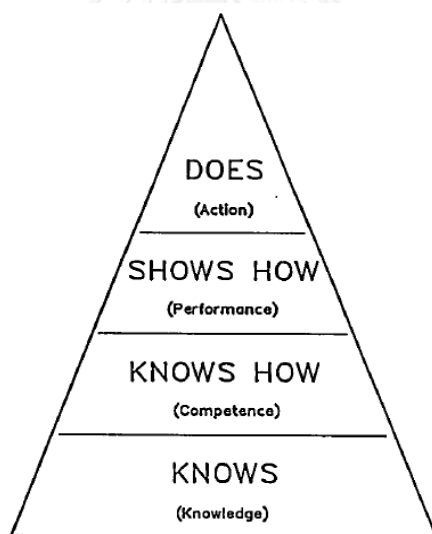 DOES
(Action)
SHOWS HOW
(Performance)
KNOWS HOW
(Competence)
KNOWS
(Knowledge)